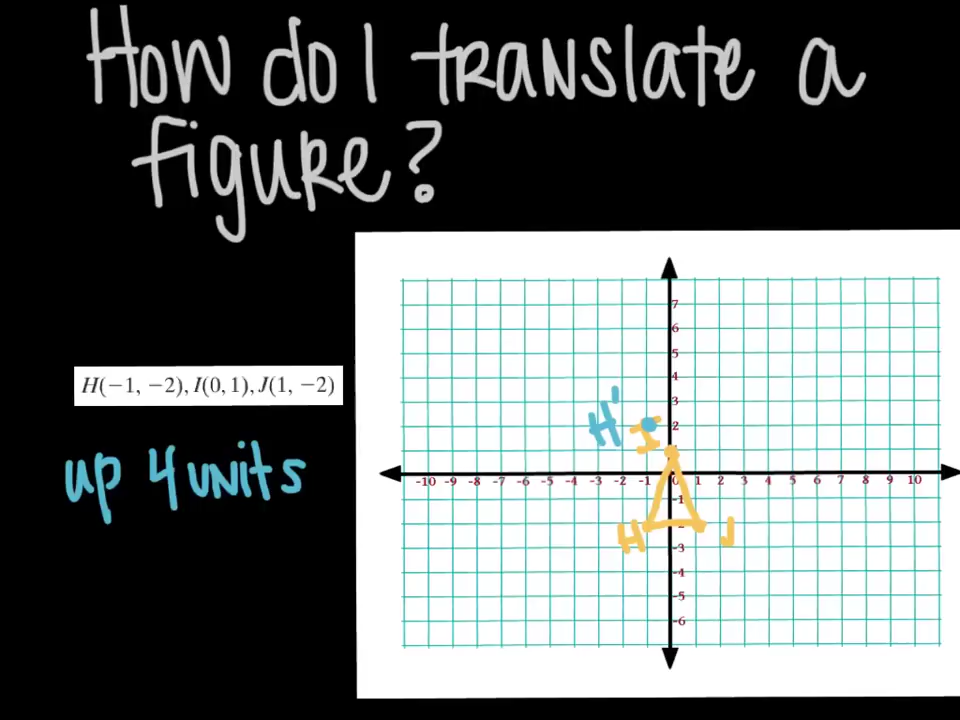 How do I translate a
figure?
H(−1, −2), I(0, 1), J(1, −2)
up 4 units
7
6
5
4
3
H' I 2
-10 -9 -8 -7 -6 -5 -4 -3 -2 -1 0 1 2 3 4 5 6 7 8 9 10
-1
H J
-3
-4
-5
-6